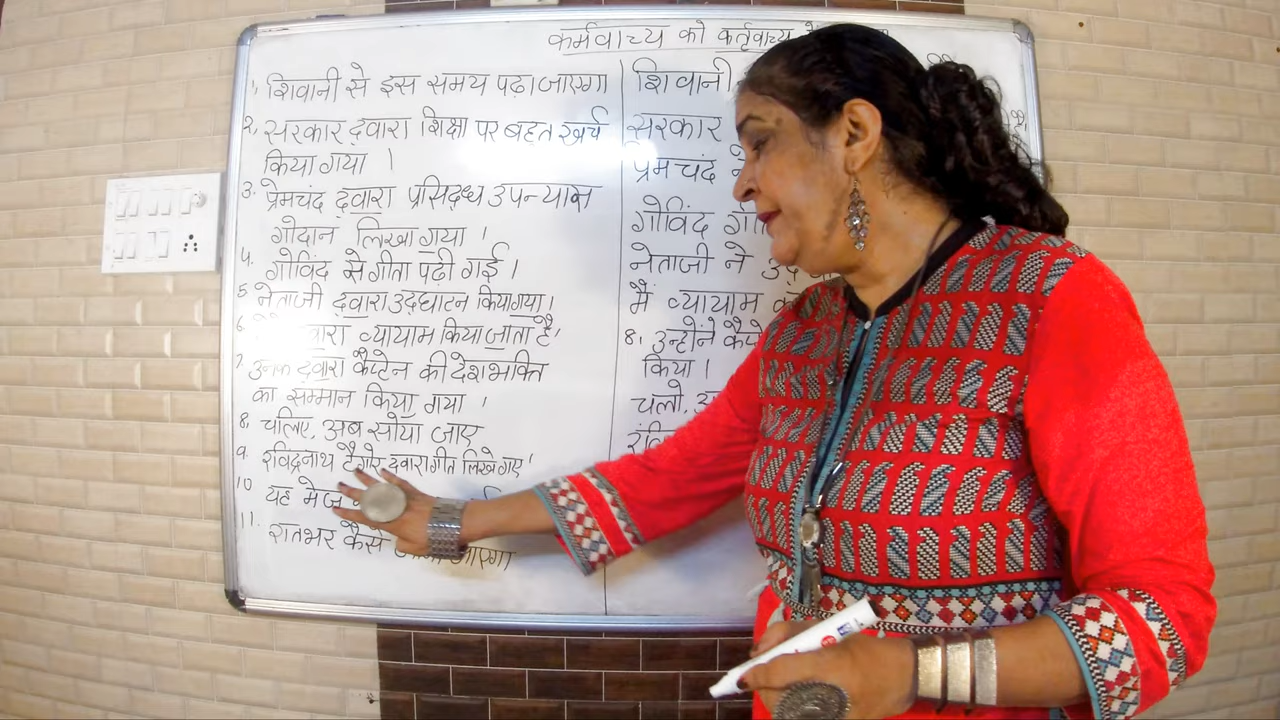 कर्मवाच्य को कर्तृवाच्य
1. शिवानी से इस समय पढ़ा जाएगा
2. सरकार द्वारा शिक्षा पर बहुत खर्च
किया गया ।
3. प्रेमचंद द्वारा प्रसिद्ध उपन्यास
गोदान लिखा गया ।
4. गोविंद से गीता पढ़ी गई ।
5. नेताजी द्वारा उद्घाटन किया गया ।
6. व्यायाम किया जाता है ।
7. उनके द्वारा कैप्टेन की देशभक्ति
का सम्मान किया गया ।
8. चलिए, अब सोया जाए
9. रविंद्रनाथ टैगोर द्वारा गीत लिखे गए ।
10 यह मेज
11. रातभर कैसे जाएगा
शिवानी
सरकार
प्रेमचंद
गोविंद
नेताजी ने
मैं व्यायाम
8. उन्होंने
किया ।
चलो,